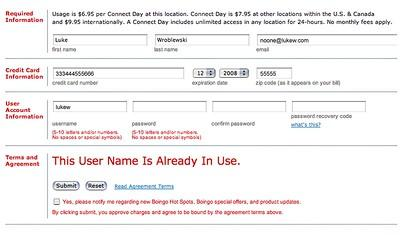 Required Information
Usage is $6.95 per Connect Day at this location. Connect Day is $7.95 at other locations within the U.S. & Canada
and $9.95 internationally. A Connect Day includes unlimited access in any location for 24-hours. No monthly fees apply.
Luke Wroblewski noone@lukew.com
first name last name email
Credit Card Information
333444555666 12 2008 55555
credit card number expiration date zip code (as it appears on your bill)
User Account Information
lukew
username password confirm password password recovery code
(5-10 letters and/or numbers. No spaces or special symbols) (5-10 letters and/or numbers. No spaces or special symbols) what's this?
Terms and Agreement
This User Name Is Already In Use.
Submit Reset Read Agreement Terms
Yes, please notify me regarding new Boingo Hot Spots, Boingo special offers, and product updates.
By clicking submit, you approve charges and agree to be bound by the agreement terms above.